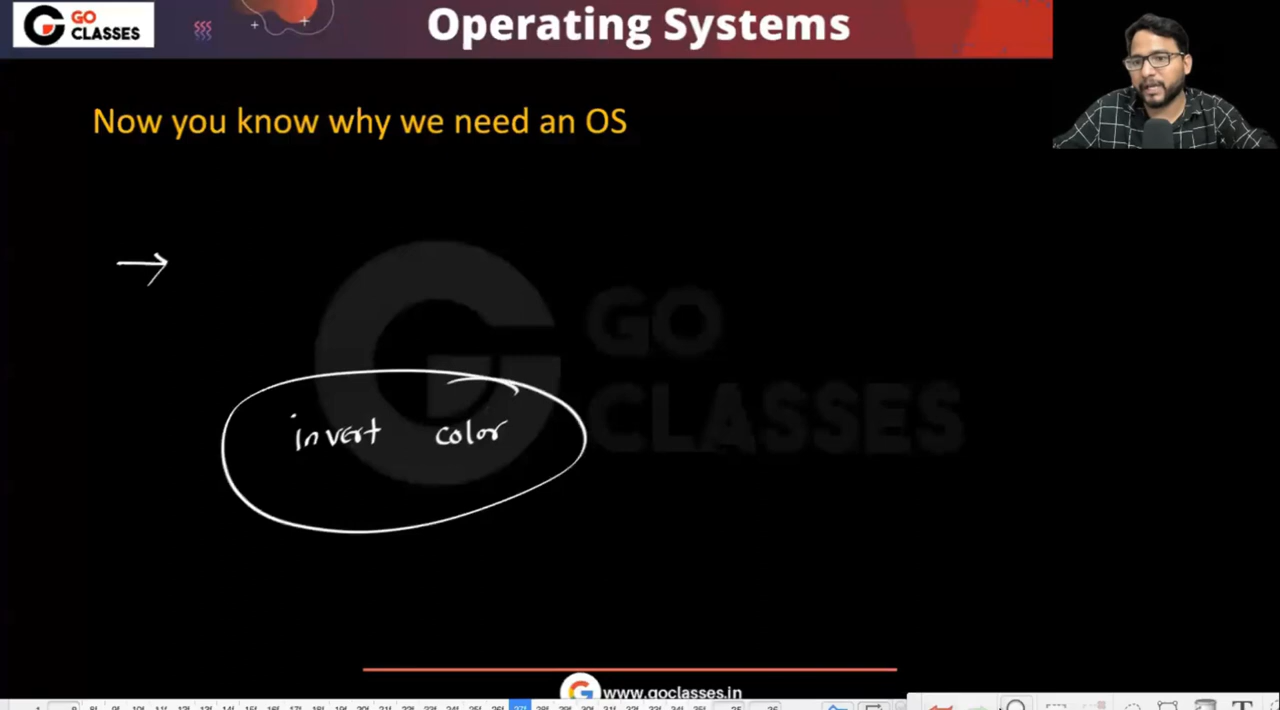 GO
CLASSES
Operating Systems
Now you know why we need an OS
GO
CLASSES
invert color
www.goclasses.in